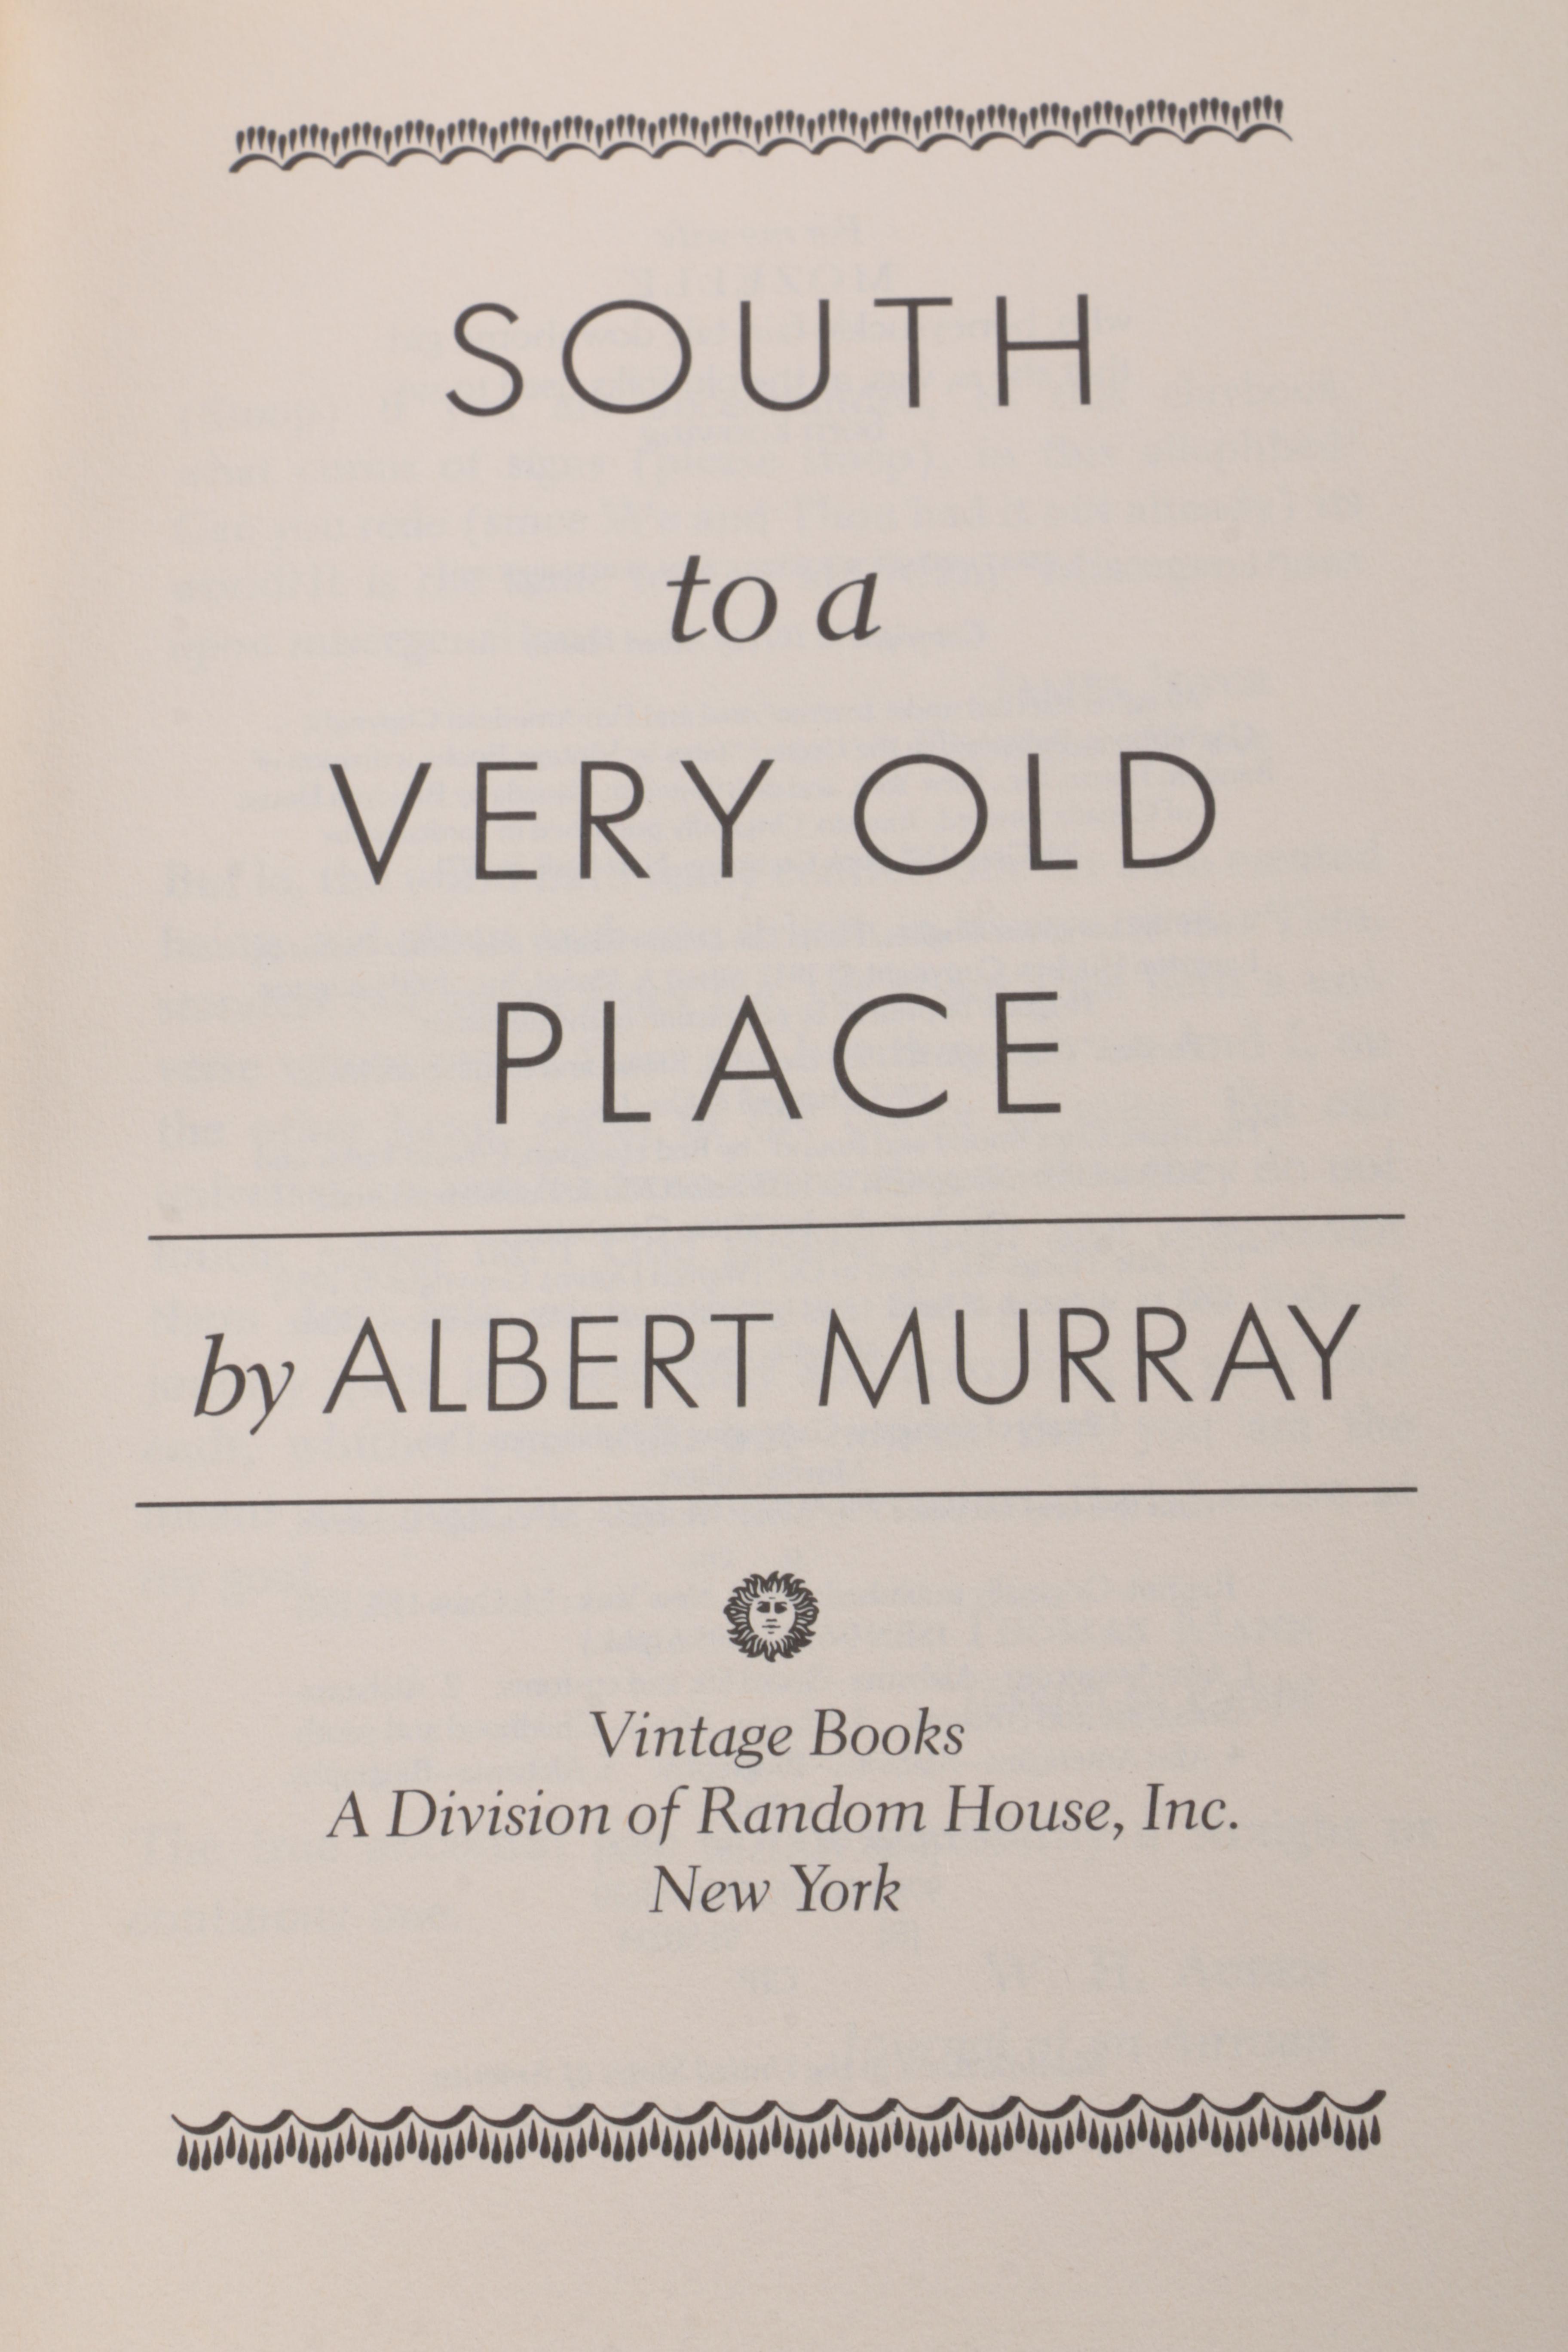 SOUTH
to a
VERY OLD
PLACE
by ALBERT MURRAY
Vintage Books
A Division of Random House, Inc.
New York